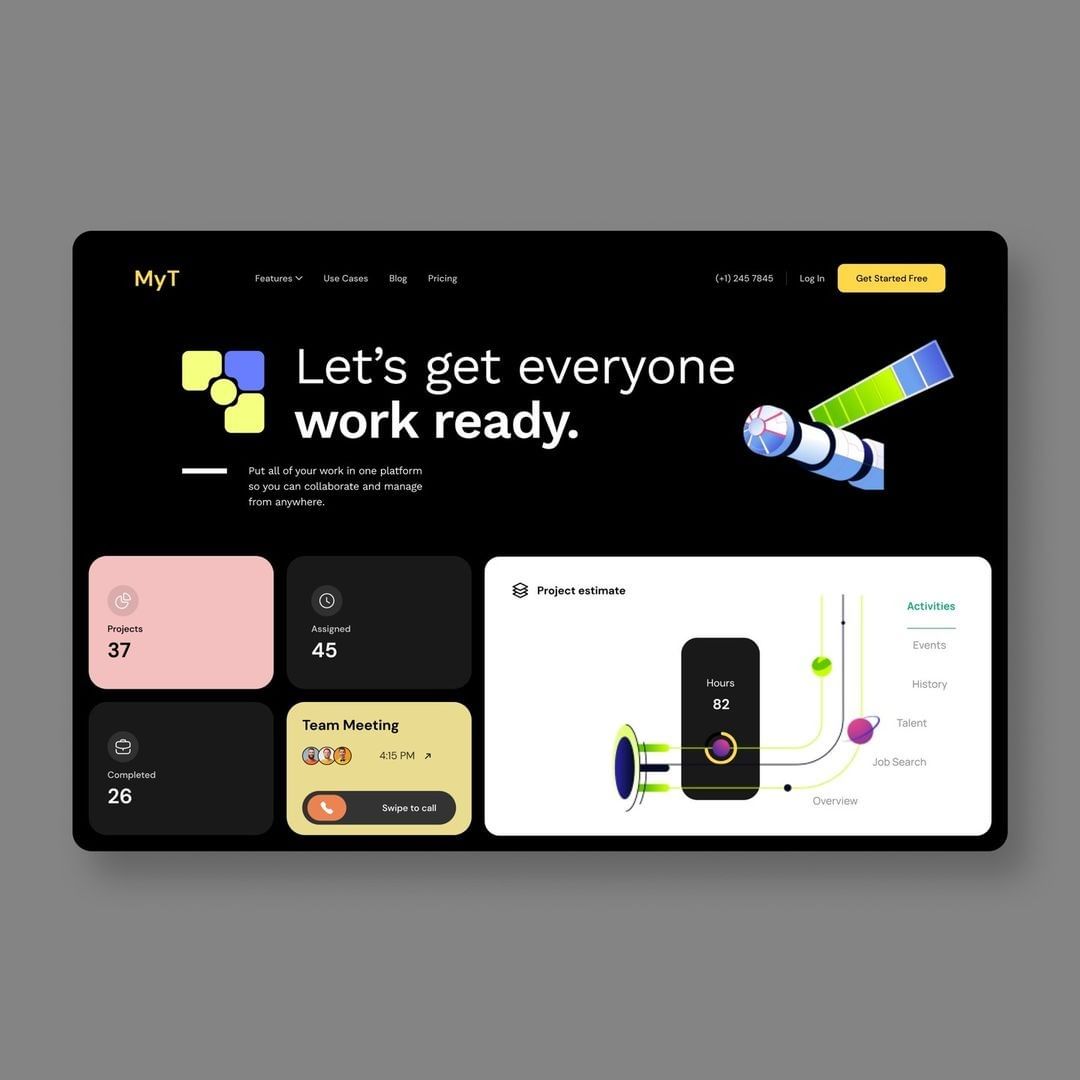 MyT
Features
Use Cases
Blog
Pricing
(+1) 245 7845
Log In
Get Started Free
Let’s get everyone
work ready.
Put all of your work in one platform
so you can collaborate and manage
from anywhere.
Projects
37
Assigned
45
Completed
26
Team Meeting
4:15 PM
Swipe to call
Project estimate
Hours
82
Activities
Events
History
Talent
Job Search
Overview